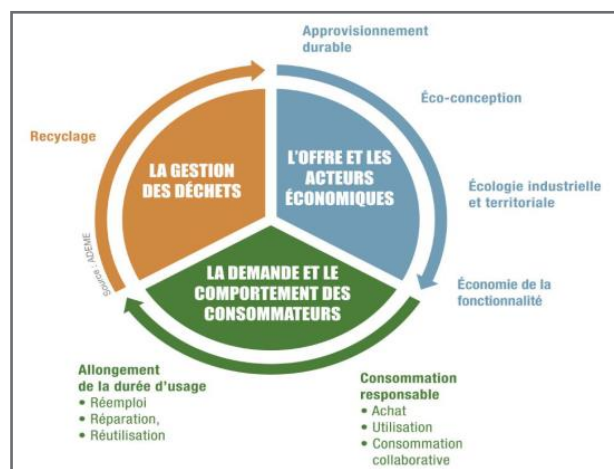 Approvisionnement
durable
Éco-conception
Écologie industrielle
et territoriale
Économie de la
fonctionnalité
L'OFFRE ET LES
ACTEURS
ÉCONOMIQUES
Consommation
responsable
• Achat
• Utilisation
• Consommation
collaborative
LA DEMANDE ET LE
COMPORTEMENT DES
CONSOMMATEURS
Allongement
de la durée d'usage
• Réemploi
• Réparation,
• Réutilisation
Recyclage
LA GESTION
DES DÉCHETS
Source : ADEME